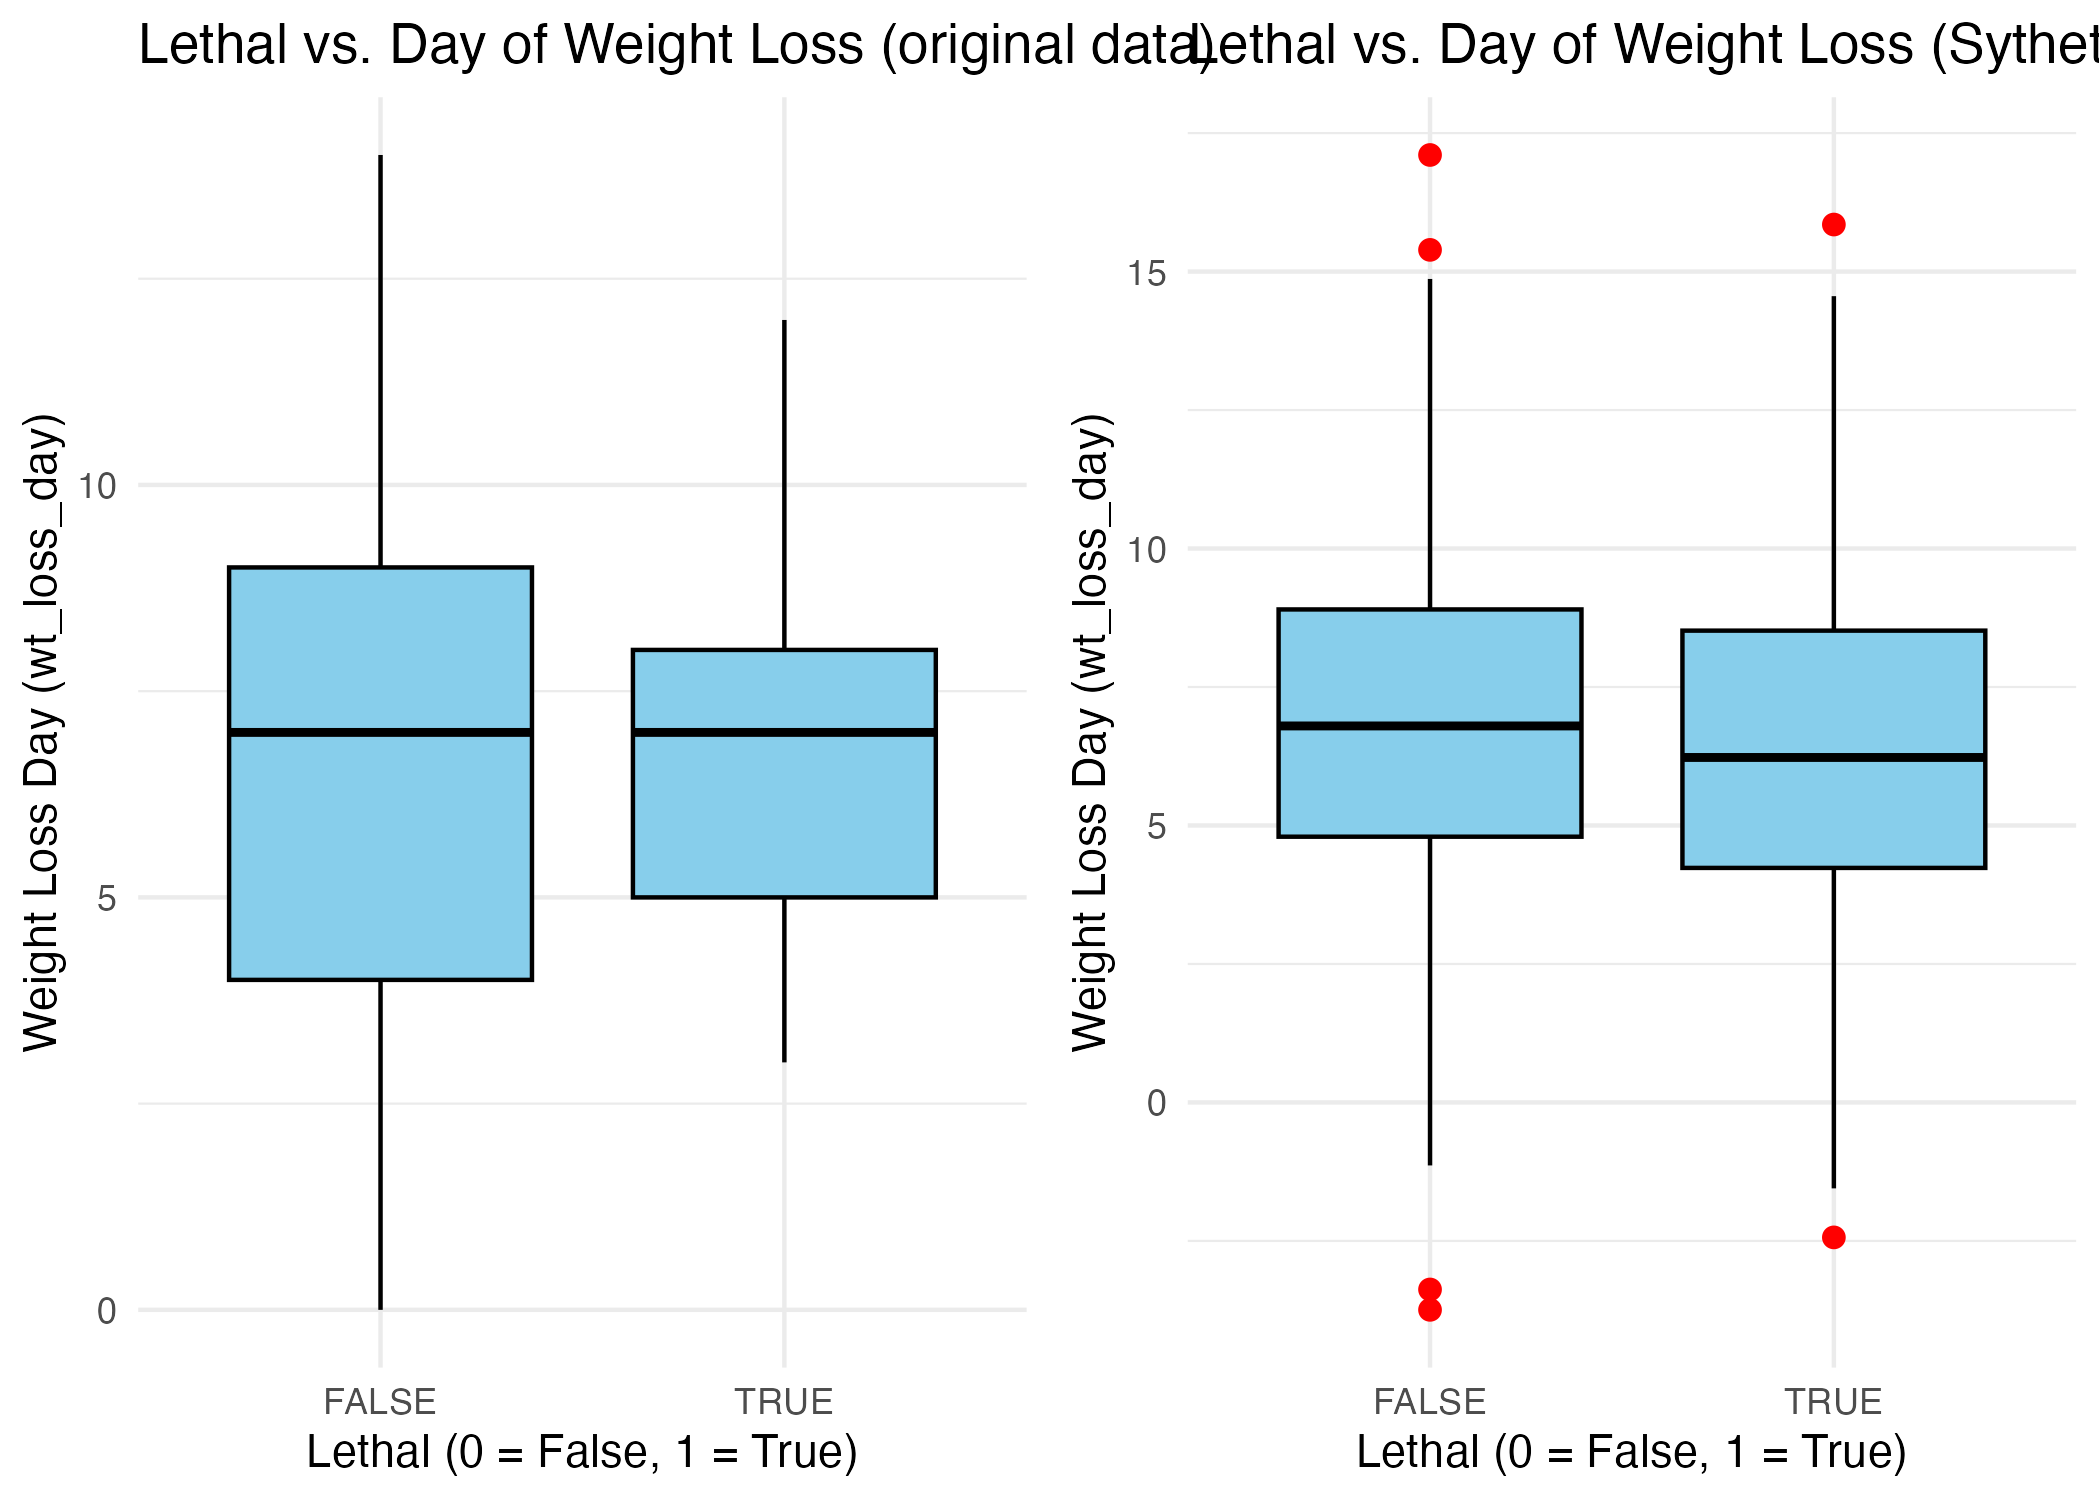 Lethal vs. Day of Weight Loss (original data)
Weight Loss Day (wt_loss_day)
10
5
0
FALSE
TRUE
Lethal (0 = False, 1 = True)
Lethal vs. Day of Weight Loss (Sythet
Weight Loss Day (wt_loss_day)
15
10
5
0
FALSE
TRUE
Lethal (0 = False, 1 = True)